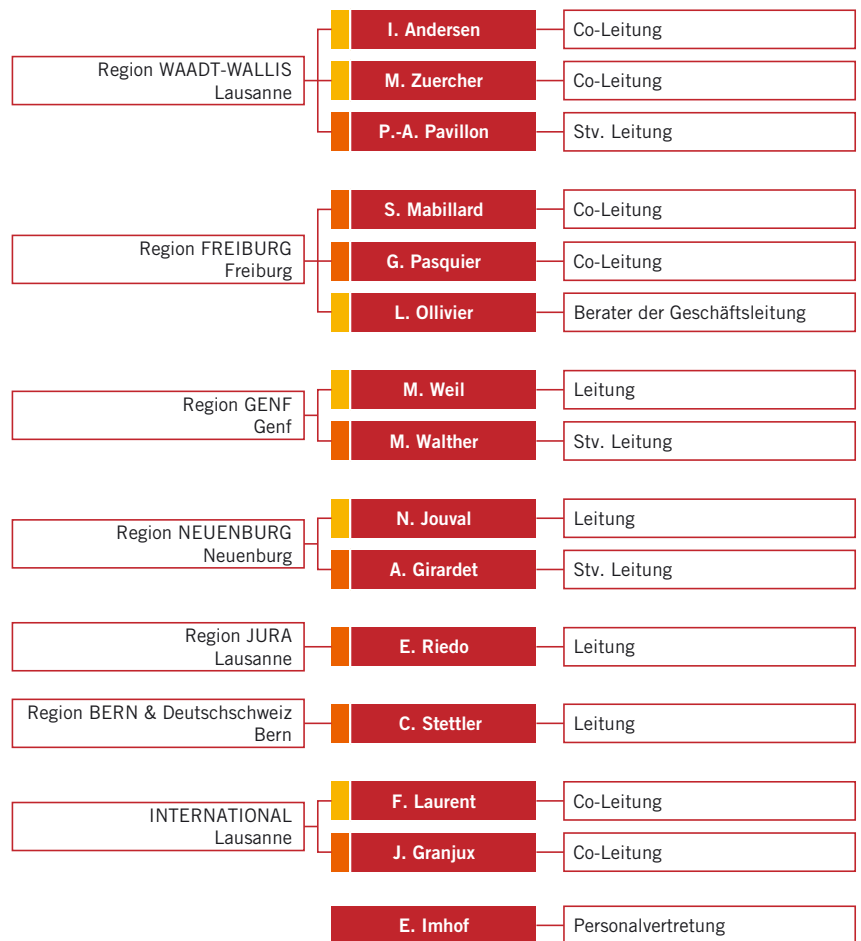 Region WAADT-WALLIS
Lausanne
I. Andersen
Co-Leitung
M. Zuercher
Co-Leitung
P.-A. Pavillon
Stv. Leitung
Region FREIBURG
Freiburg
S. Mabillard
Co-Leitung
G. Pasquier
Co-Leitung
L. Ollivier
Berater der Geschäftsleitung
Region GENF
Genf
M. Weil
Leitung
M. Walther
Stv. Leitung
Region NEUENBURG
Neuenburg
N. Jouval
Leitung
A. Girardet
Stv. Leitung
Region JURA
Lausanne
E. Riedo
Leitung
Region BERN & Deutschschweiz
Bern
C. Stettler
Leitung
INTERNATIONAL
Lausanne
F. Laurent
Co-Leitung
J. Granjux
Co-Leitung
E. Imhof
Personalvertretung